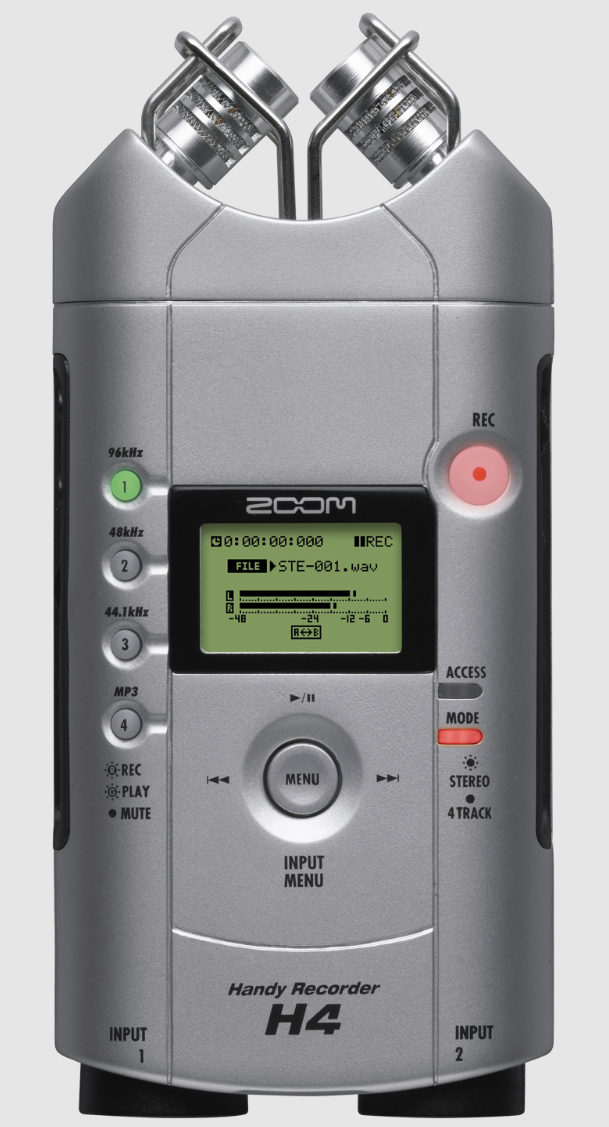 REC
96kHz
1
ZOOM
0:00:00:000 REC
48kHz
2
FILE STE-001.wav
44.1kHz
3
L
R
-48 -24 -12 -6 0
A↔B
MP3
4
ACCESS
▶/II
MODE
REC
PLAY
MUTE
MENU
STEREO
4 TRACK
INPUT
MENU
Handy Recorder
H4
INPUT
1
INPUT
2